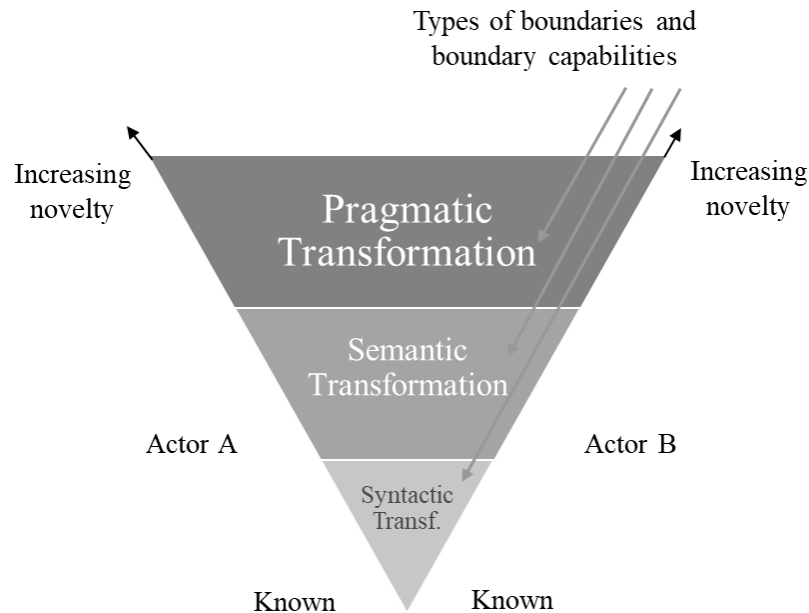 Types of boundaries and
boundary capabilities
Increasing
novelty
Increasing
novelty
Pragmatic
Transformation
Semantic
Transformation
Actor A
Actor B
Syntactic
Transf.
Known
Known